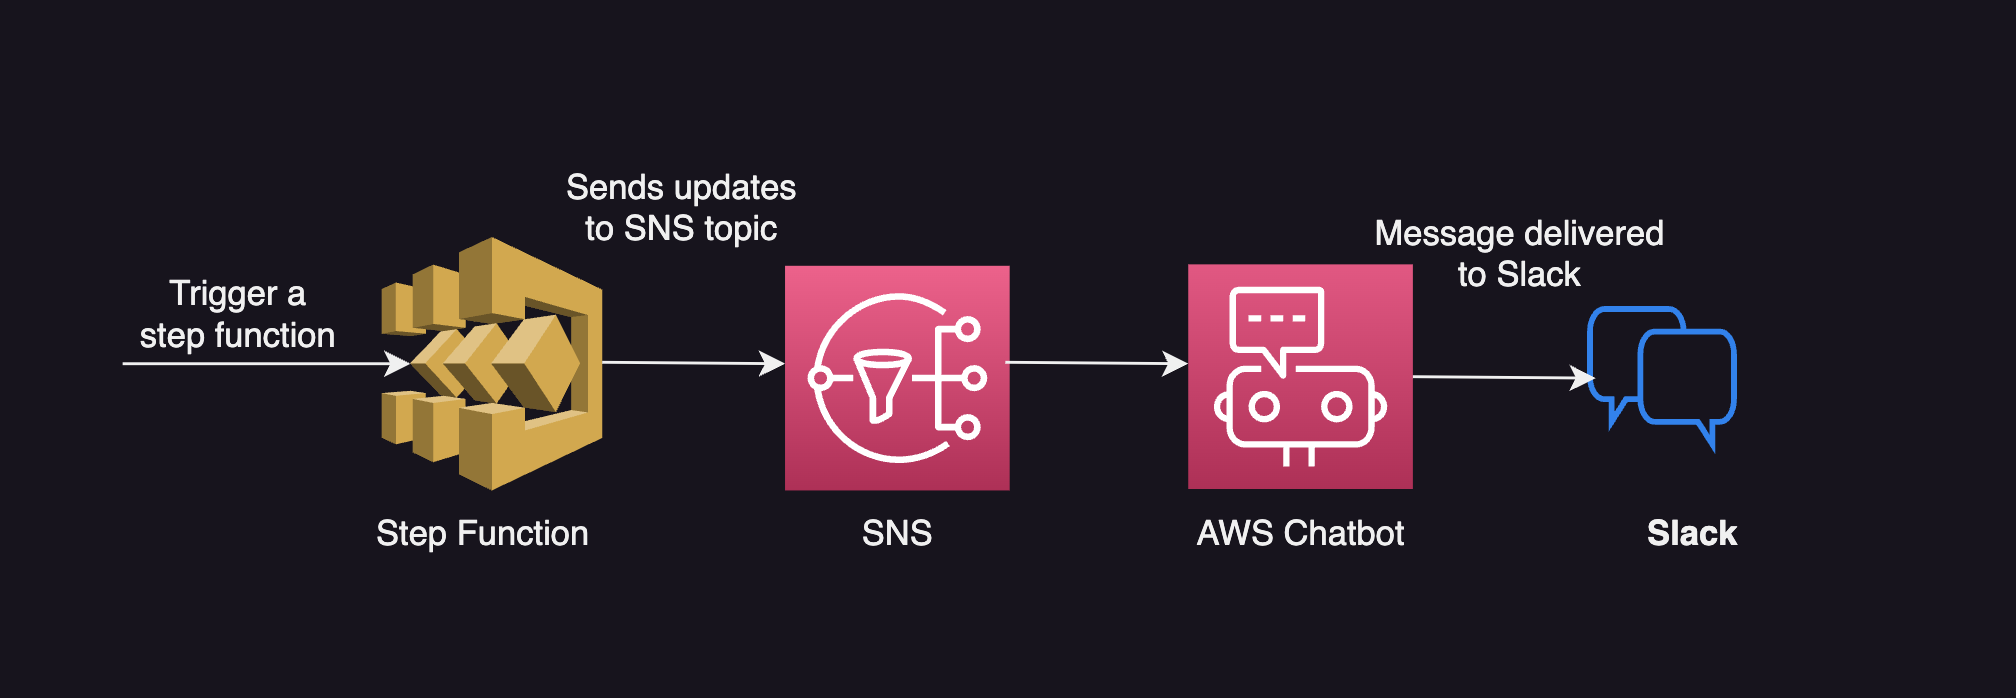 Trigger a
step function
Sends updates
to SNS topic
Message delivered
to Slack
Step Function
SNS
AWS Chatbot
Slack